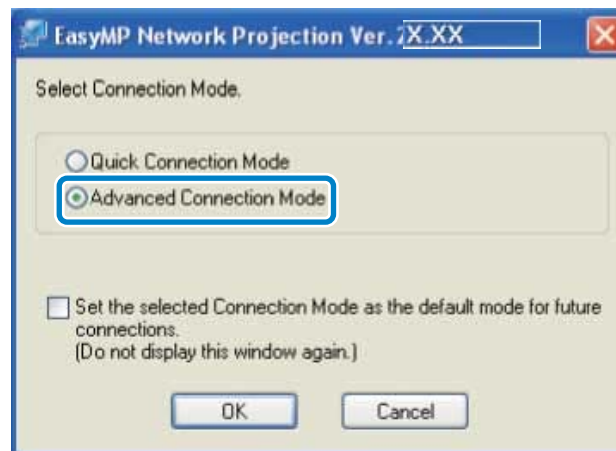 EasyMP Network Projection Ver. X.XX
Select Connection Mode.
Quick Connection Mode
Advanced Connection Mode
Set the selected Connection Mode as the default mode for future
connections.
(Do not display this window again.)
OK
Cancel